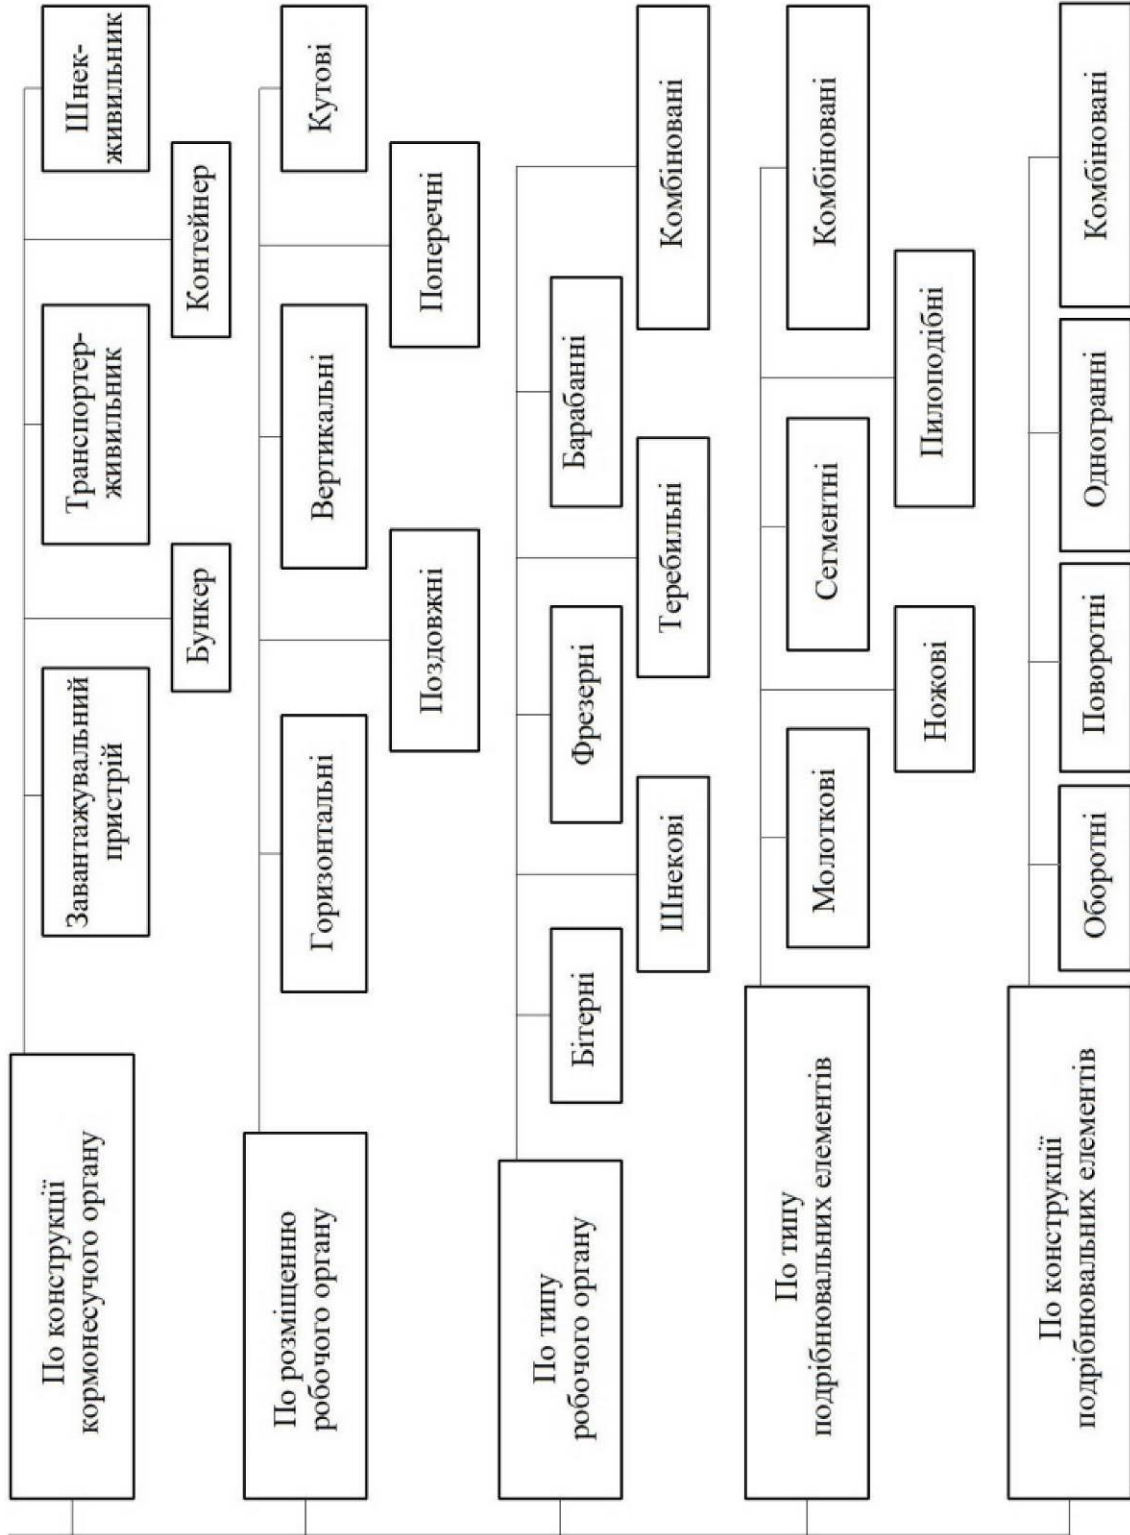 По конструкції
кормонесучого органу
Завантажувальний
пристрій
Бункер
Транспортер-
живильник
Контейнер
Шнек-
живильник
По розміщенню
робочого органу
Горизонтальні
Поздовжні
Вертикальні
Поперечні
Кутові
По типу
робочого органу
Бітерні
Шнекові
Фрезерні
Теребильні
Барабанні
Комбіновані
По типу
подрібнювальних елементів
Молоткові
Ножові
Сегментні
Пилоподібні
Комбіновані
По конструкції
подрібнювальних елементів
Оборотні
Поворотні
Одногранні
Комбіновані